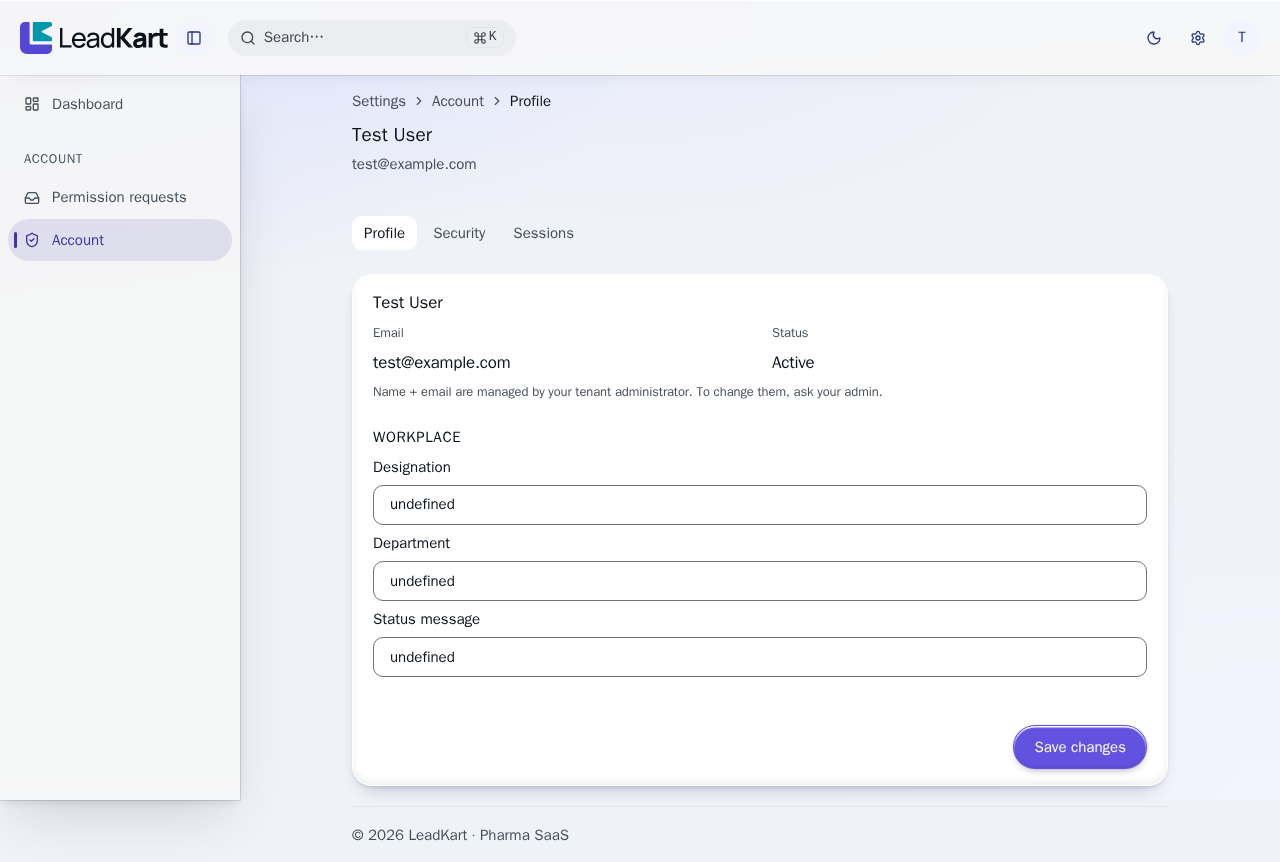 LeadKart
Search…
⌘K
T
Dashboard
ACCOUNT
Permission requests
Account
Settings > Account > Profile
Test User
test@example.com
Profile Security Sessions
Test User
Email Status
test@example.com Active
Name + email are managed by your tenant administrator. To change them, ask your admin.
WORKPLACE
Designation
undefined
Department
undefined
Status message
undefined
Save changes
© 2026 LeadKart · Pharma SaaS